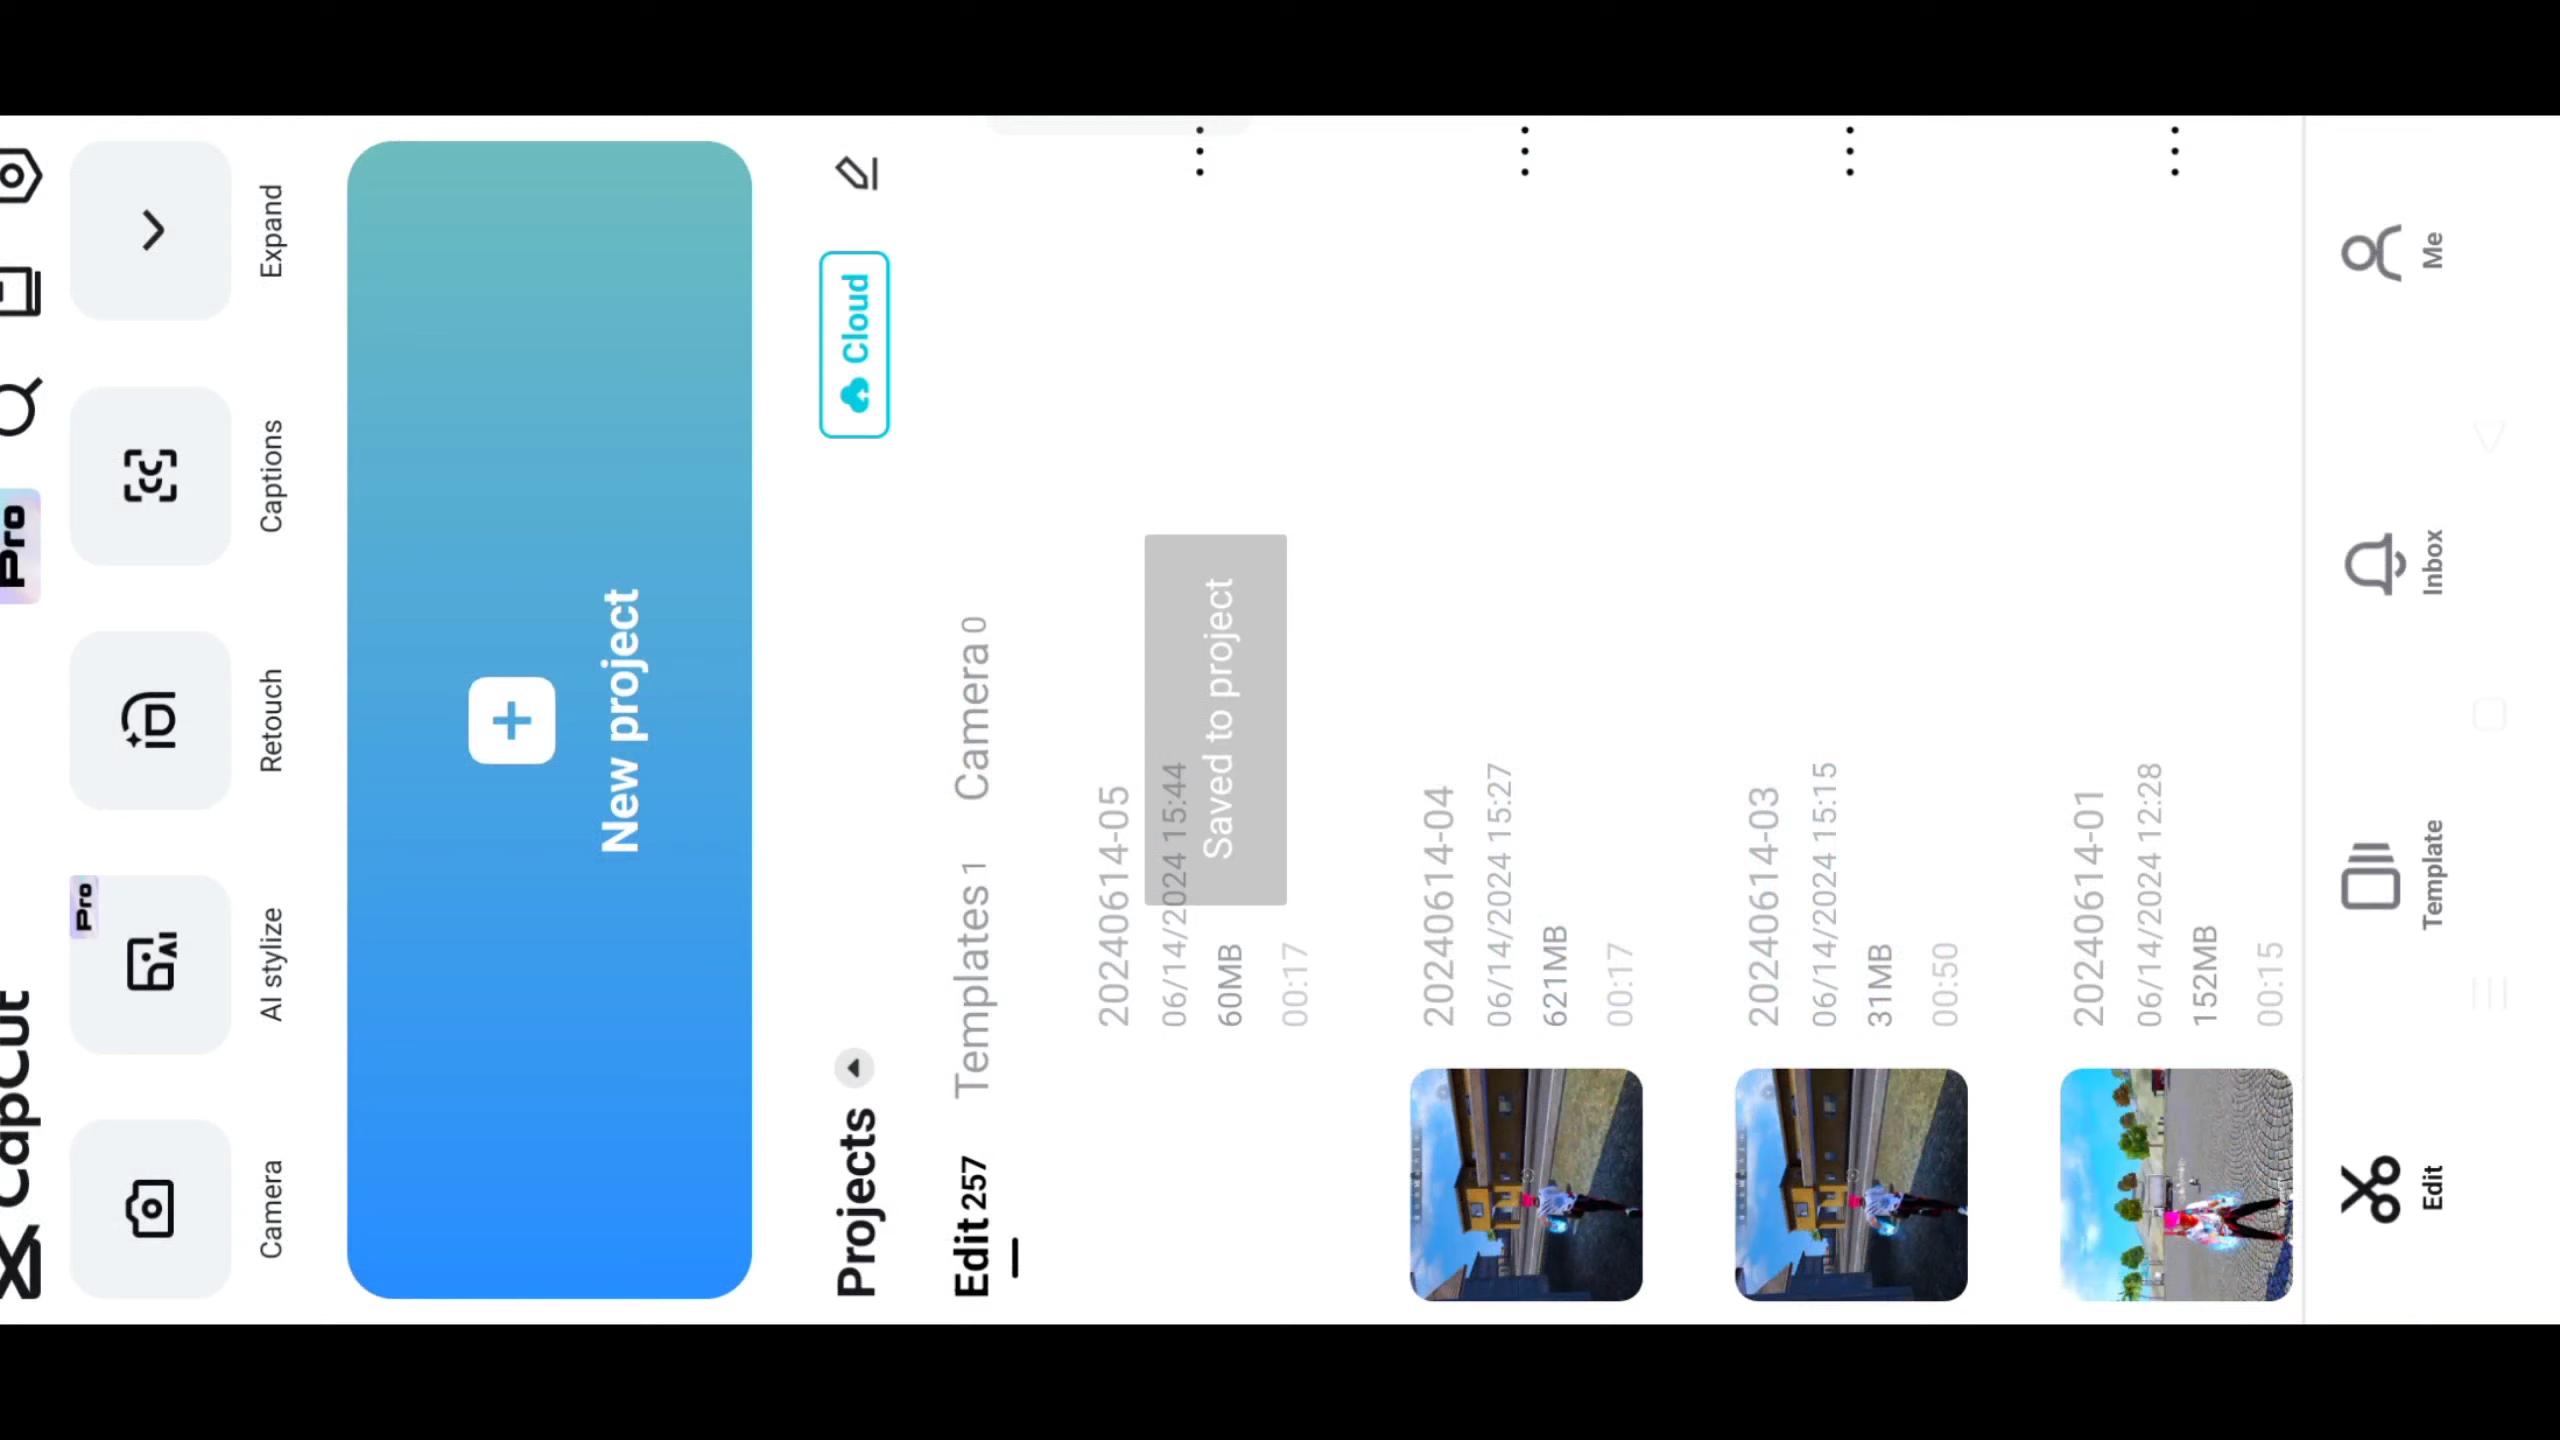 CapCut
Pro
Camera
Pro
AI stylize
Retouch
Captions
Expand
New project
Projects
Cloud
Edit 257
Templates 1
Camera 0
20240614-05
06/14/2024 15:44
60MB
00:17
Saved to project
20240614-04
06/14/2024 15:27
621MB
00:17
20240614-03
06/14/2024 15:15
31MB
00:50
20240614-01
06/14/2024 12:28
152MB
00:15
Edit
Template
Inbox
Me